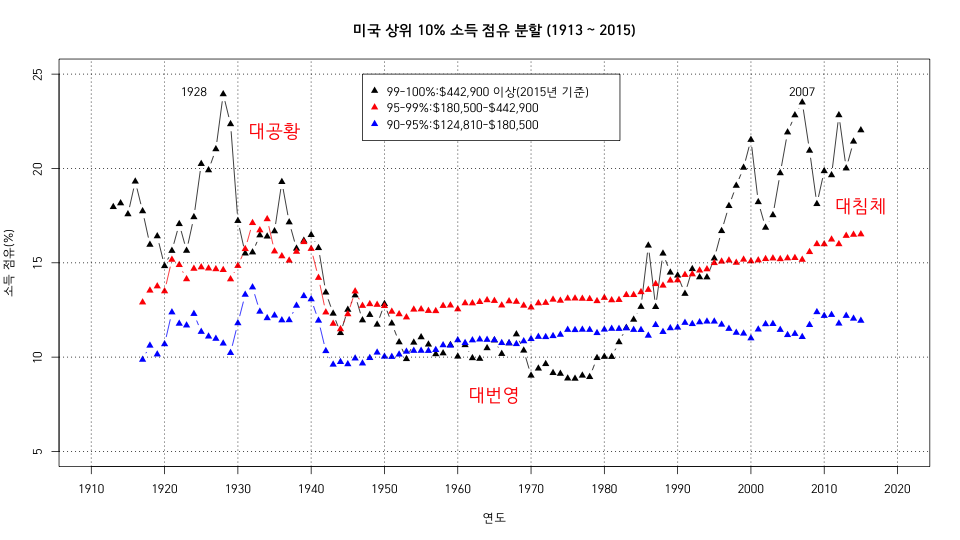 미국 상위 10% 소득 점유 분할 (1913 ~ 2015)
99-100%:$442,900 이상(2015년 기준)
95-99%:$180,500-$442,900
90-95%:$124,810-$180,500
1928
2007
대공황
대침체
대번영
25
20
15
10
5
소득 점유(%)
1910 1920 1930 1940 1950 1960 1970 1980 1990 2000 2010 2020
연도